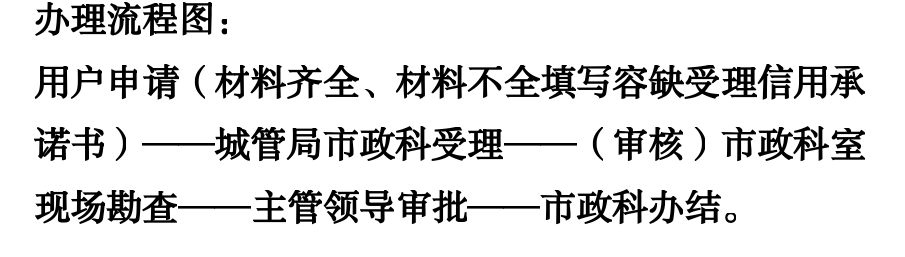 办理流程图：
用户申请（材料齐全、材料不全填写容缺受理信用承
诺书）——城管局市政科受理——（审核）市政科室
现场勘查——主管领导审批——市政科办结。